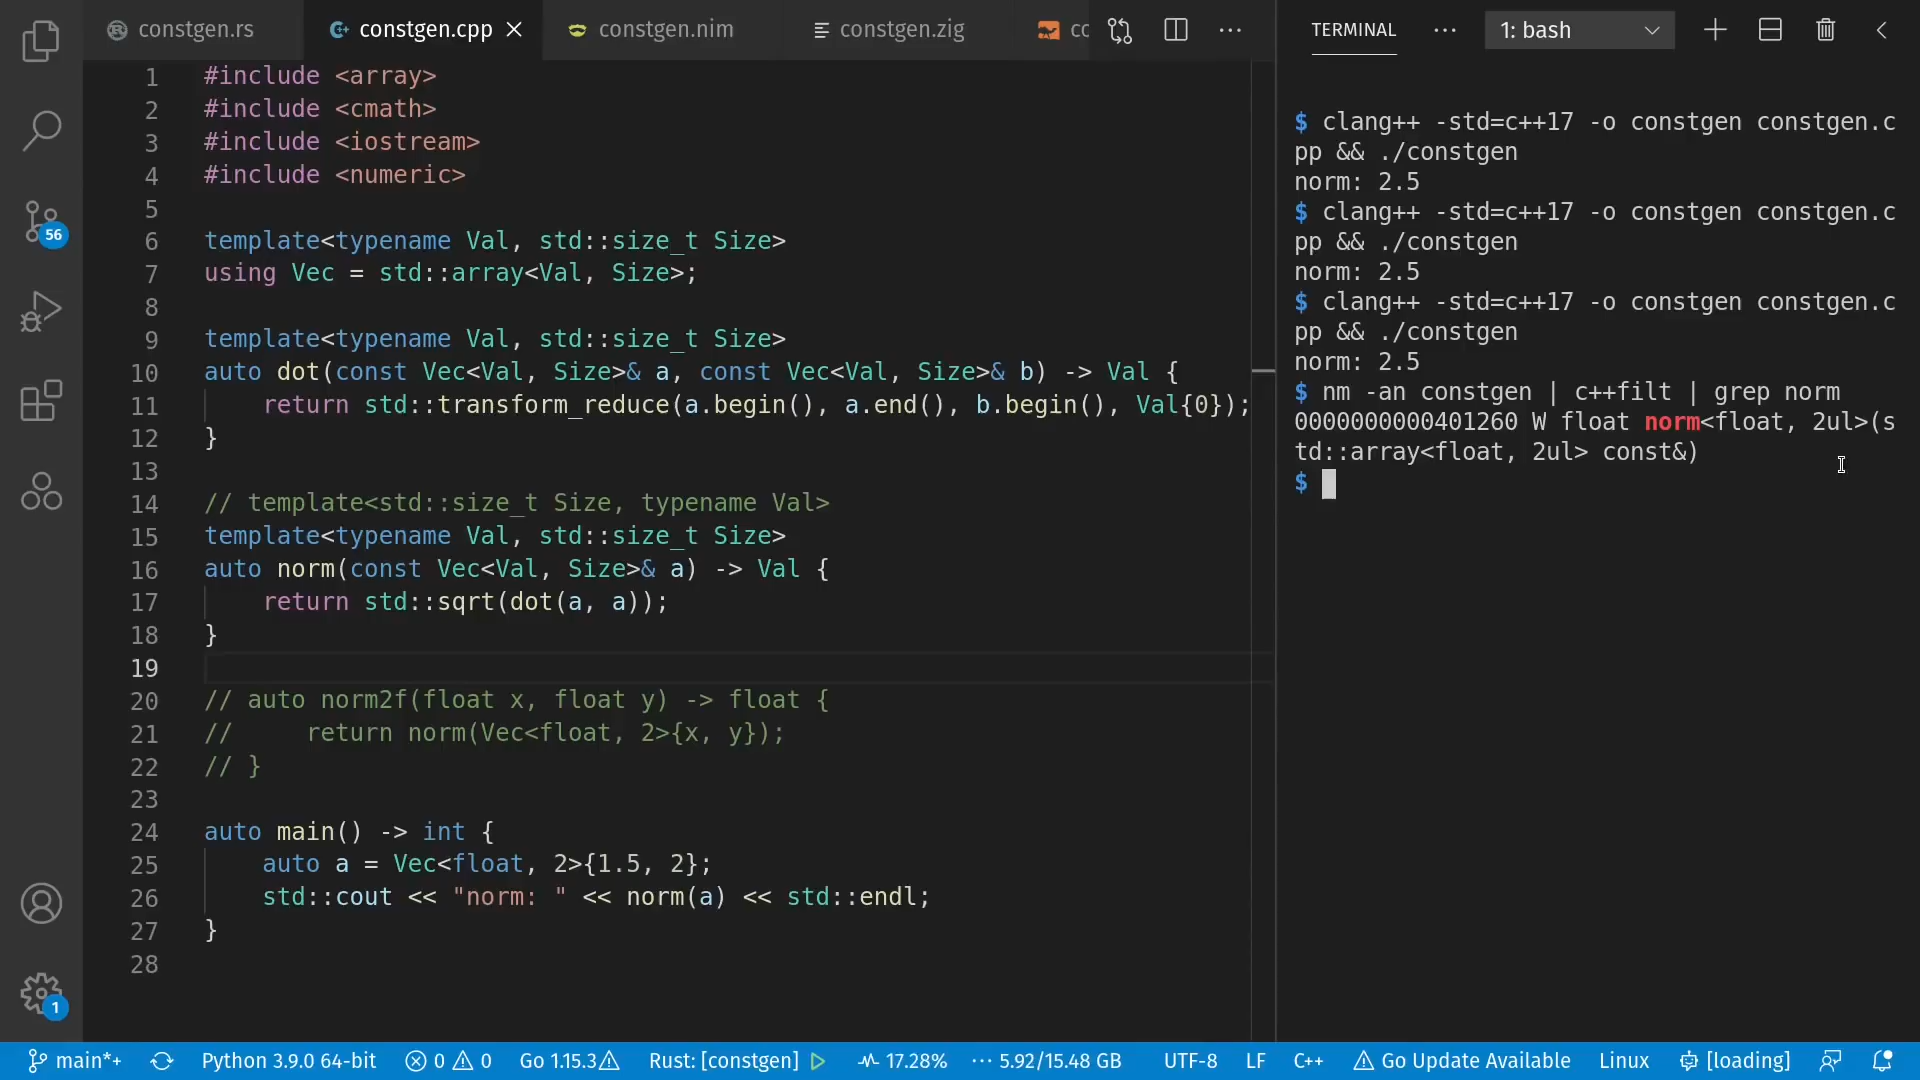 constgen.rs constgen.cpp constgen.nim constgen.zig co
TERMINAL 1: bash
1 #include <array>
2 #include <cmath>
3 #include <iostream>
4 #include <numeric>
5
6 template<typename Val, std::size_t Size>
7 using Vec = std::array<Val, Size>;
8
9 template<typename Val, std::size_t Size>
10 auto dot(const Vec<Val, Size>& a, const Vec<Val, Size>& b) -> Val {
11 return std::transform_reduce(a.begin(), a.end(), b.begin(), Val{0});
12 }
13
14 // template<std::size_t Size, typename Val>
15 template<typename Val, std::size_t Size>
16 auto norm(const Vec<Val, Size>& a) -> Val {
17 return std::sqrt(dot(a, a));
18 }
19
20 // auto norm2f(float x, float y) -> float {
21 //     return norm(Vec<float, 2>{x, y});
22 // }
23
24 auto main() -> int {
25 auto a = Vec<float, 2>{1.5, 2};
26 std::cout << "norm: " << norm(a) << std::endl;
27 }
28
$ clang++ -std=c++17 -o constgen constgen.c
pp && ./constgen
norm: 2.5
$ clang++ -std=c++17 -o constgen constgen.c
pp && ./constgen
norm: 2.5
$ clang++ -std=c++17 -o constgen constgen.c
pp && ./constgen
norm: 2.5
$ nm -an constgen | c++filt | grep norm
0000000000401260 W float norm<float, 2ul>(s
td::array<float, 2ul> const&)
$
56
1
main*+ Python 3.9.0 64-bit 0 0 Go 1.15.3 Rust: [constgen] 17.28% 5.92/15.48 GB UTF-8 LF C++ Go Update Available Linux [loading]